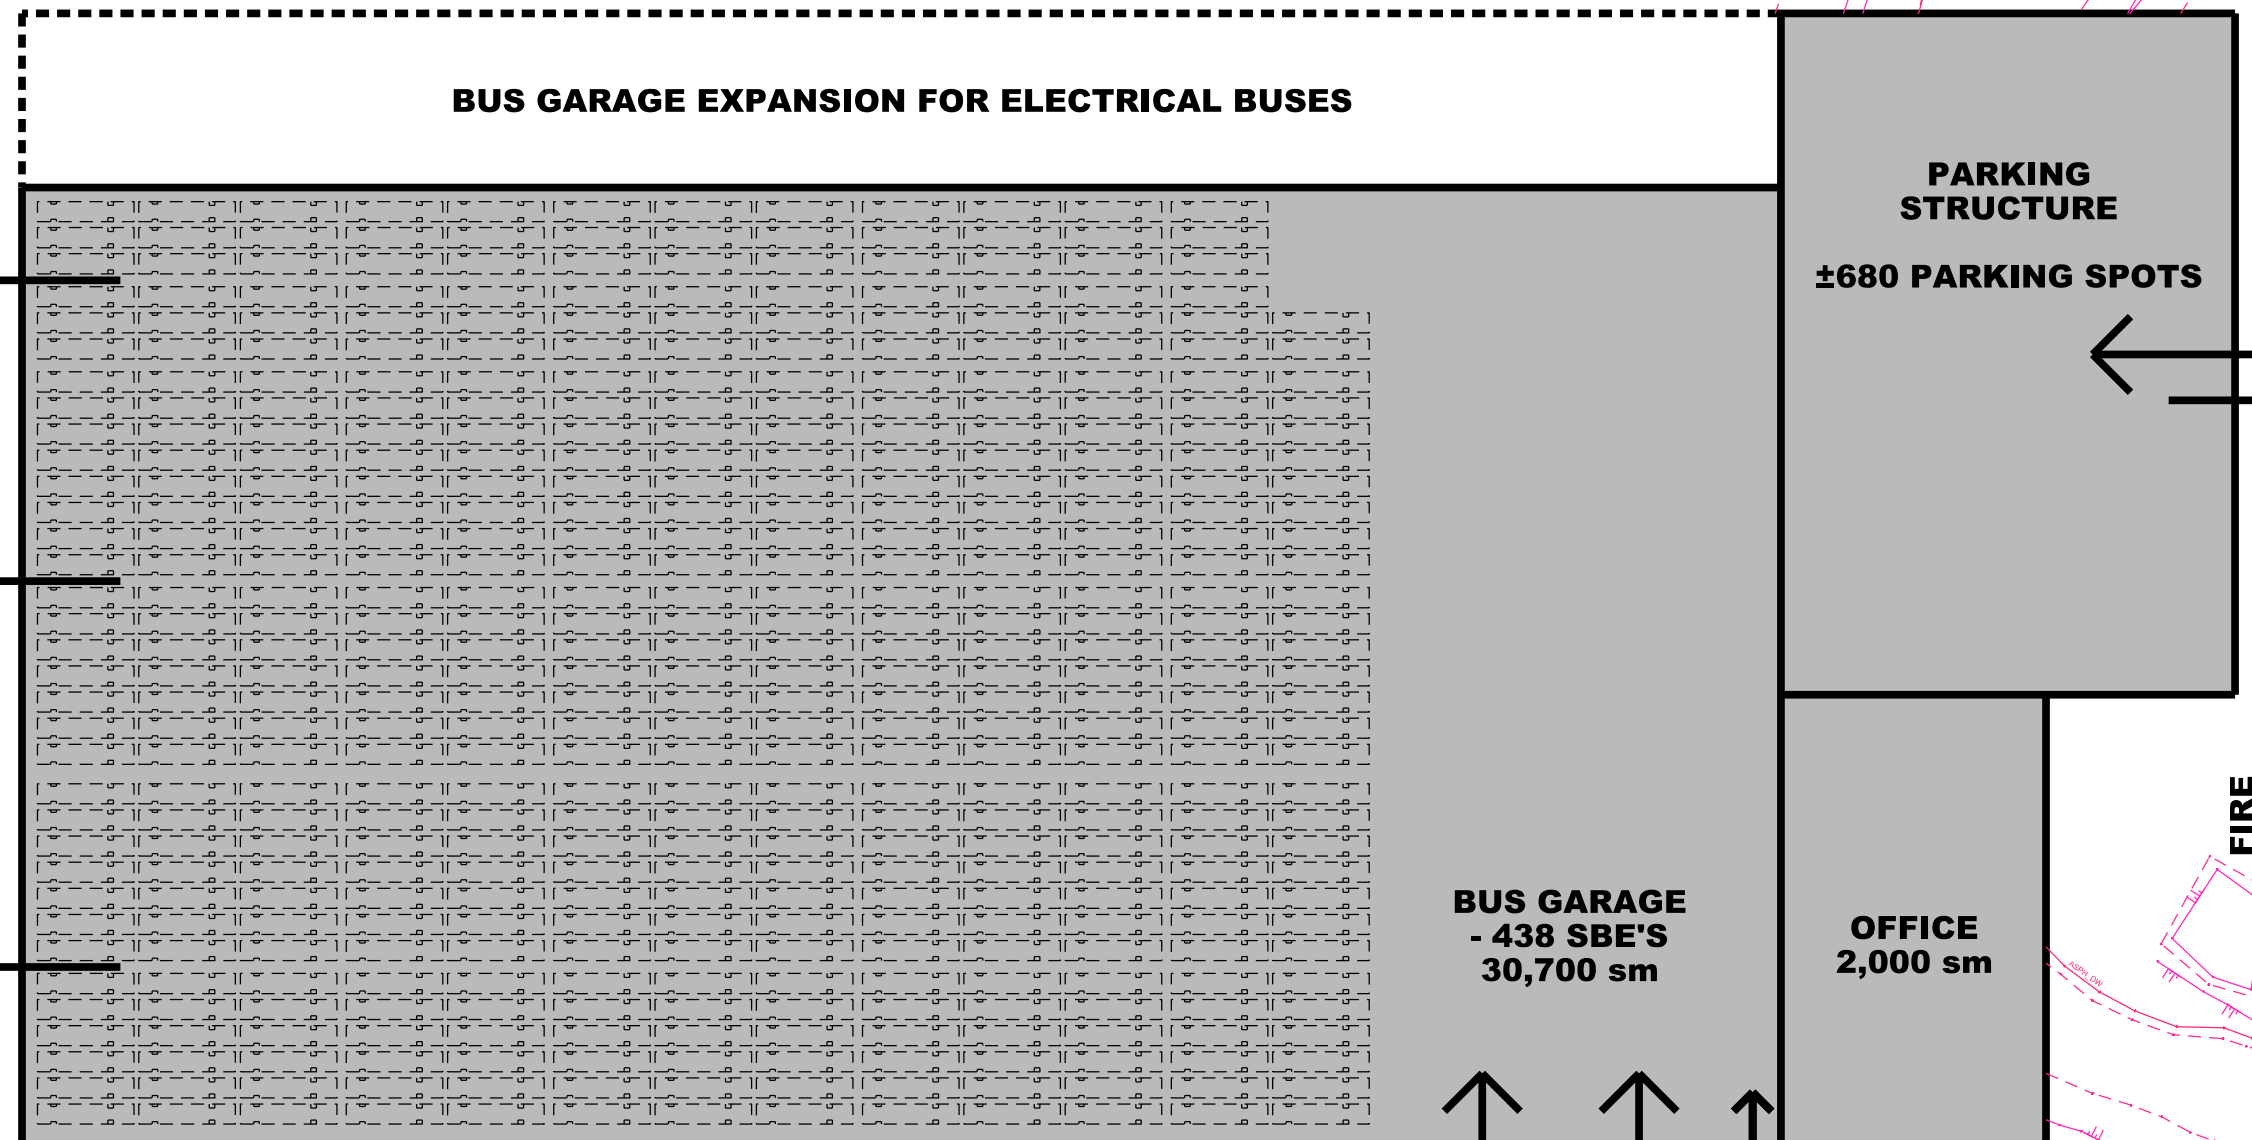 BUS GARAGE EXPANSION FOR ELECTRICAL BUSES
PARKING
STRUCTURE
±680 PARKING SPOTS
FIRE
BUS GARAGE
- 438 SBE'S
30,700 sm
OFFICE
2,000 sm
ASPH_DW